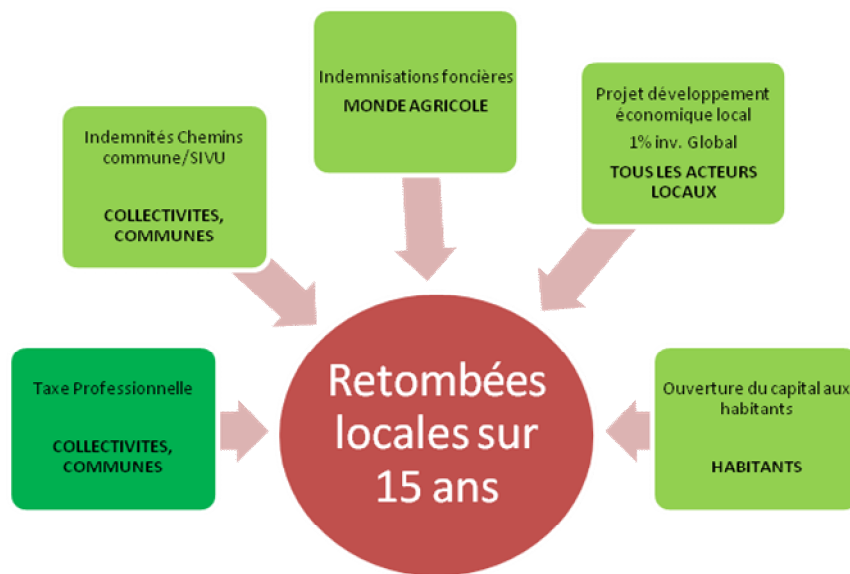 Indemnisations foncières
MONDE AGRICOLE
Projet développement
économique local
1% inv. Global
TOUS LES ACTEURS
LOCAUX
Indemnités Chemins
commune/SIVU
COLLECTIVITES,
COMMUNES
Taxe Professionnelle
COLLECTIVITES,
COMMUNES
Retombées
locales sur
15 ans
Ouverture du capital aux
habitants
HABITANTS